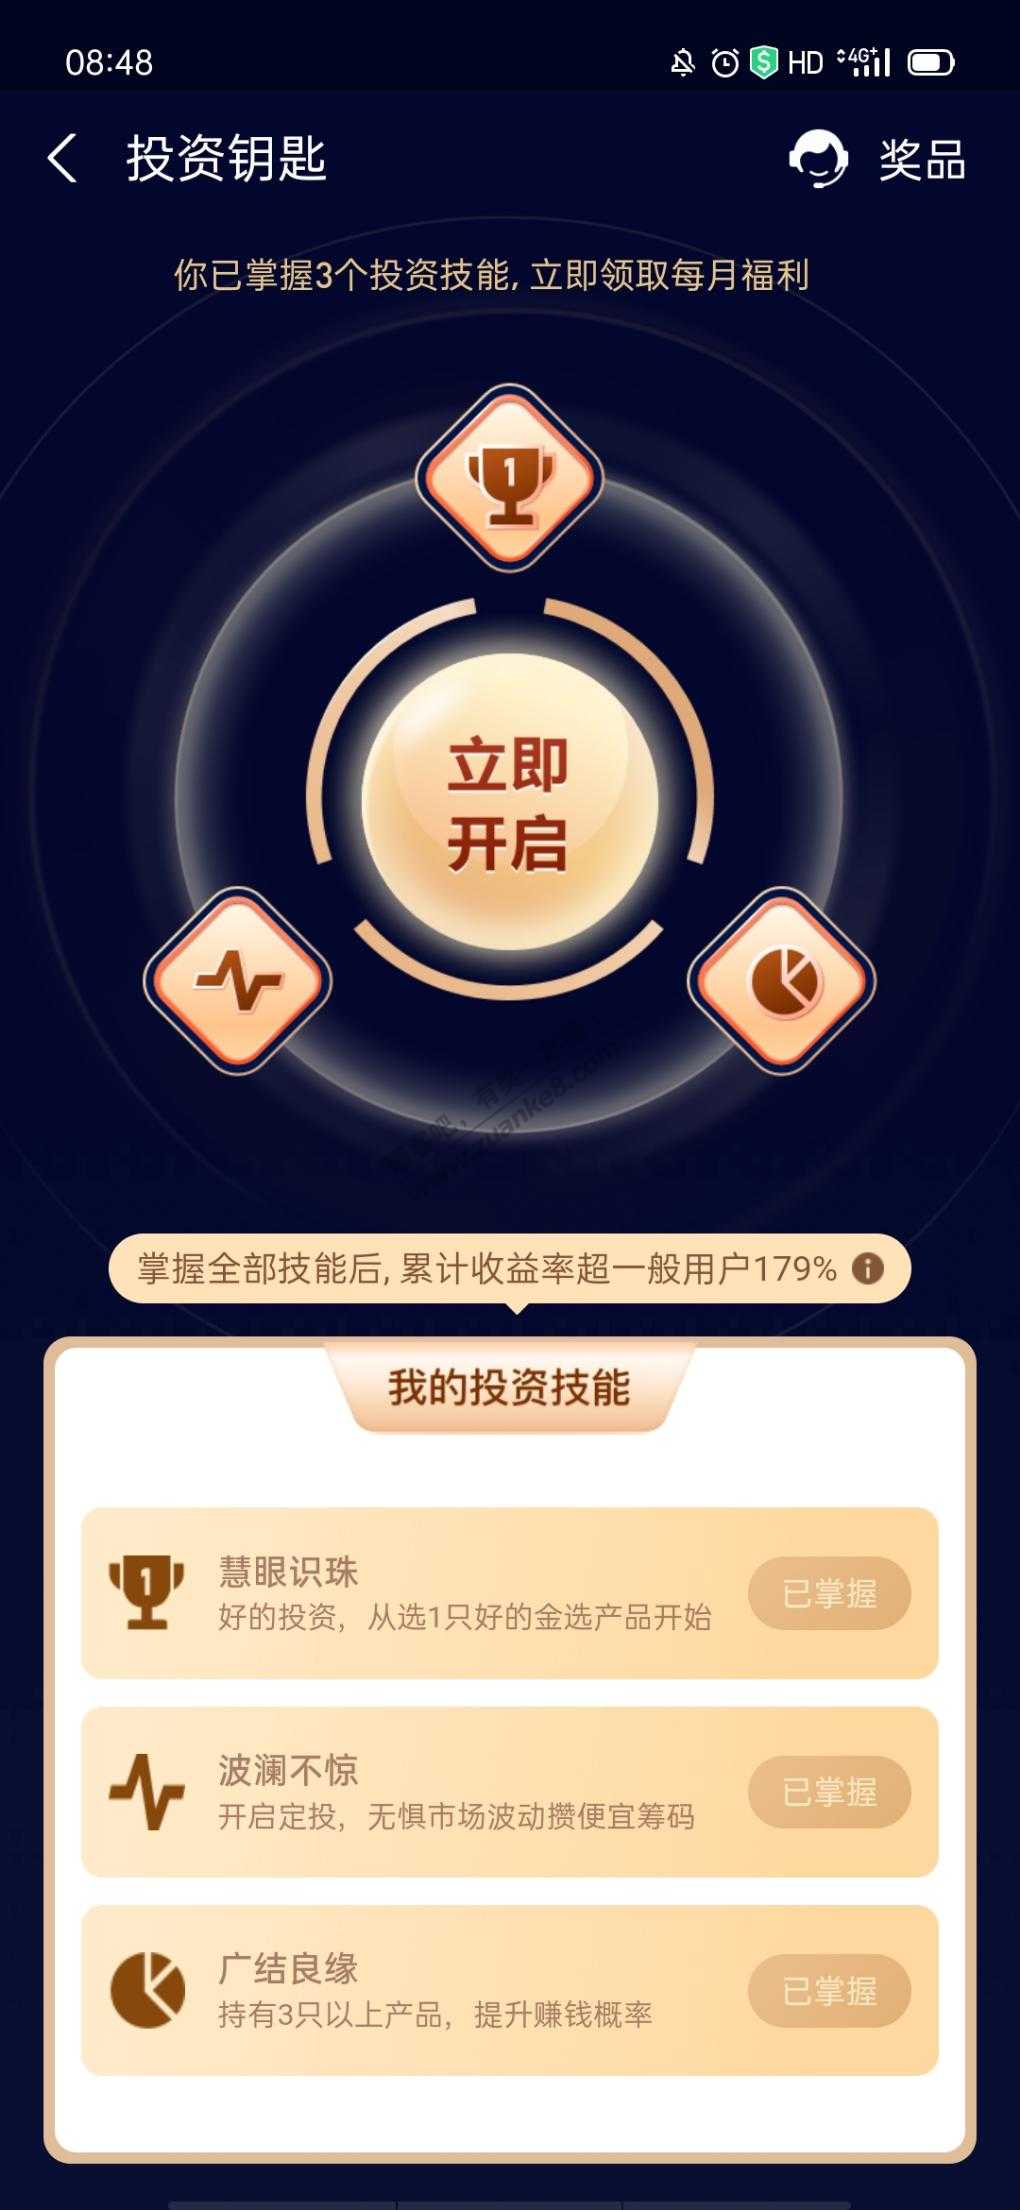 08:48
HD 4G+
投资钥匙
奖品
你已掌握3个投资技能, 立即领取每月福利
1
立即
开启
掌握全部技能后, 累计收益率超一般用户179%
我的投资技能
1
慧眼识珠
好的投资，从选1只好的金选产品开始
已掌握
波澜不惊
开启定投，无惧市场波动攒便宜筹码
已掌握
广结良缘
持有3只以上产品，提升赚钱概率
已掌握